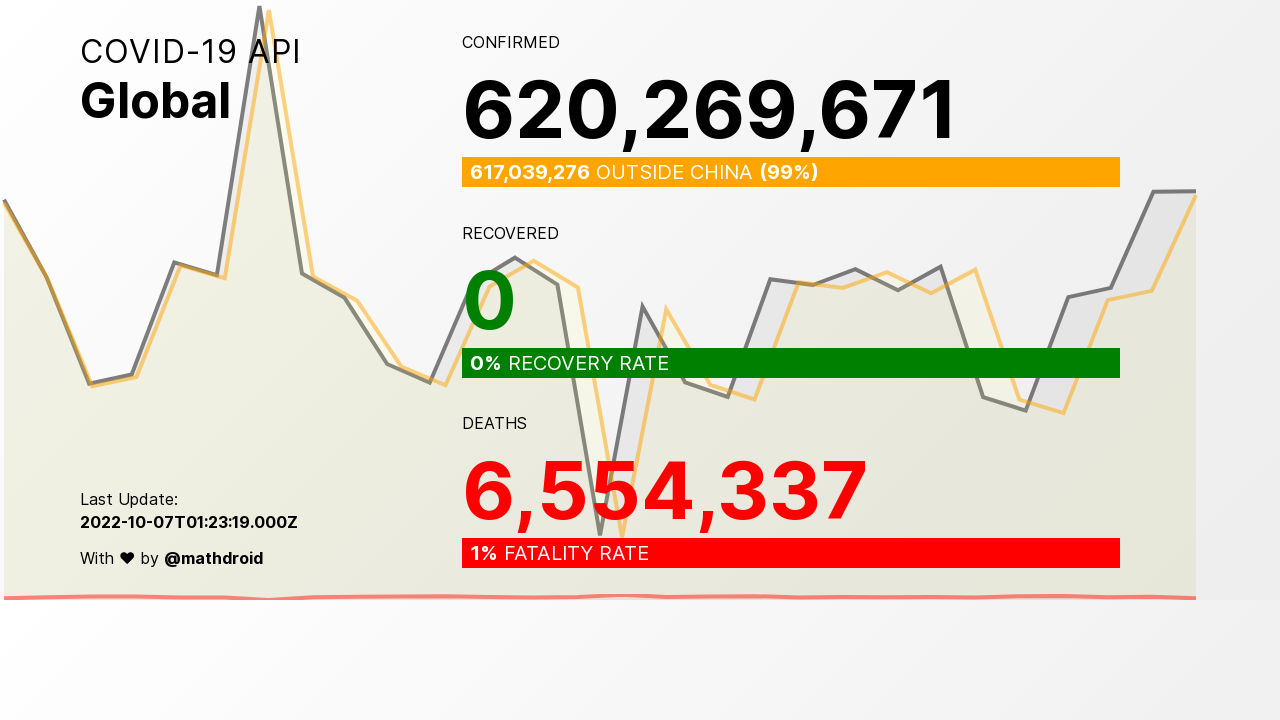 COVID-19 API
Global
CONFIRMED
620,269,671
617,039,276 OUTSIDE CHINA (99%)
RECOVERED
0
0% RECOVERY RATE
DEATHS
6,554,337
1% FATALITY RATE
Last Update:
2022-10-07T01:23:19.000Z
With ♥ by @mathdroid